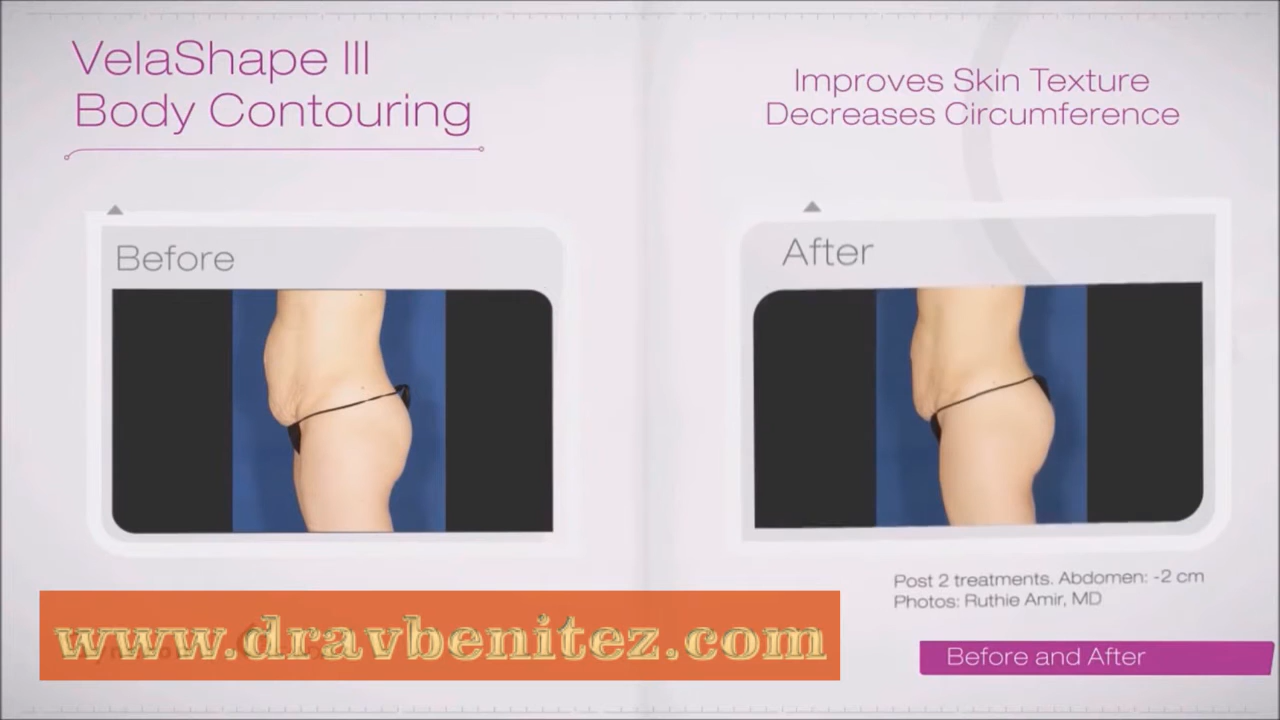 VelaShape III
Body Contouring
Improves Skin Texture
Decreases Circumference
Before
After
Post 2 treatments. Abdomen: -2 cm
Photos: Ruthie Amir, MD
www.dravbenitez.com
Before and After